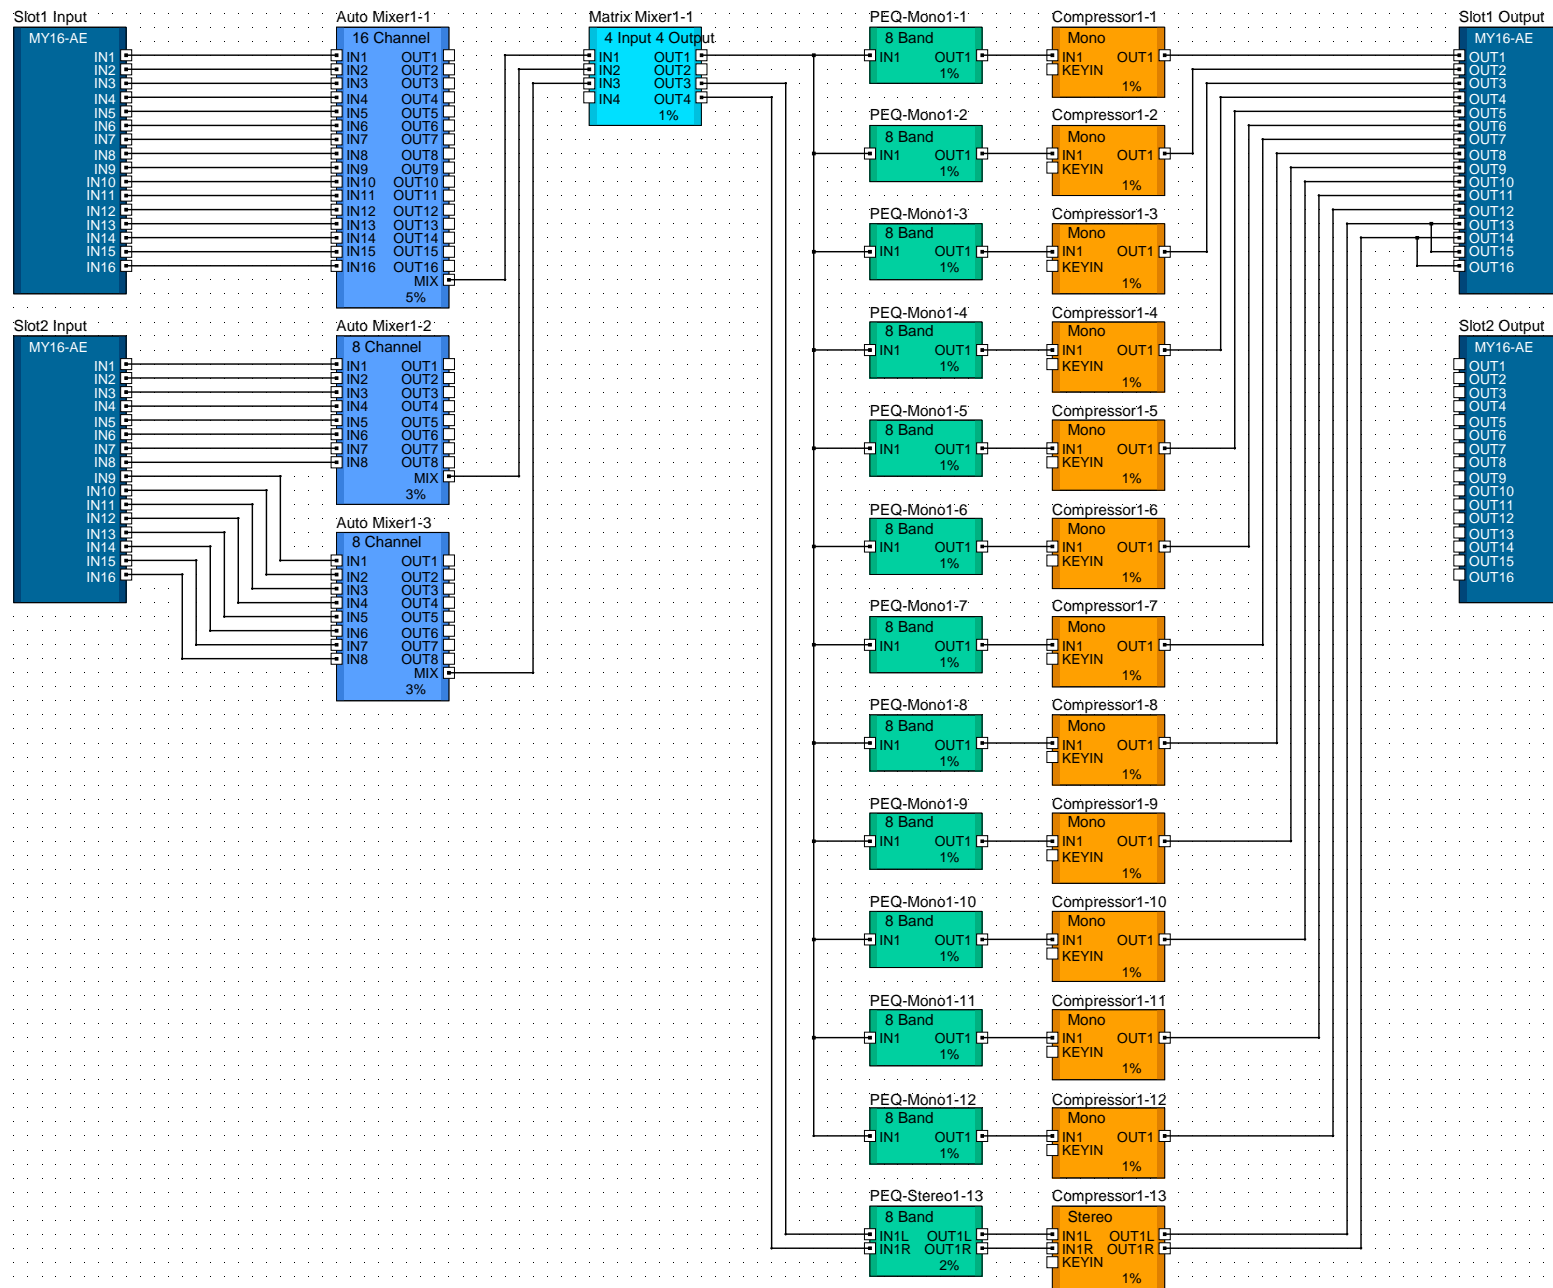 Slot1 Input
MY16-AE
IN1
IN2
IN3
IN4
IN5
IN6
IN7
IN8
IN9
IN10
IN11
IN12
IN13
IN14
IN15
IN16
Slot2 Input
MY16-AE
IN1
IN2
IN3
IN4
IN5
IN6
IN7
IN8
IN9
IN10
IN11
IN12
IN13
IN14
IN15
IN16
Auto Mixer1-1
16 Channel
IN1 OUT1
IN2 OUT2
IN3 OUT3
IN4 OUT4
IN5 OUT5
IN6 OUT6
IN7 OUT7
IN8 OUT8
IN9 OUT9
IN10 OUT10
IN11 OUT11
IN12 OUT12
IN13 OUT13
IN14 OUT14
IN15 OUT15
IN16 OUT16
MIX
5%
Auto Mixer1-2
8 Channel
IN1 OUT1
IN2 OUT2
IN3 OUT3
IN4 OUT4
IN5 OUT5
IN6 OUT6
IN7 OUT7
IN8 OUT8
MIX
3%
Auto Mixer1-3
8 Channel
IN1 OUT1
IN2 OUT2
IN3 OUT3
IN4 OUT4
IN5 OUT5
IN6 OUT6
IN7 OUT7
IN8 OUT8
MIX
3%
Matrix Mixer1-1
4 Input 4 Output
IN1 OUT1
IN2 OUT2
IN3 OUT3
IN4 OUT4
1%
PEQ-Mono1-1
8 Band
IN1 OUT1
1%
PEQ-Mono1-2
8 Band
IN1 OUT1
1%
PEQ-Mono1-3
8 Band
IN1 OUT1
1%
PEQ-Mono1-4
8 Band
IN1 OUT1
1%
PEQ-Mono1-5
8 Band
IN1 OUT1
1%
PEQ-Mono1-6
8 Band
IN1 OUT1
1%
PEQ-Mono1-7
8 Band
IN1 OUT1
1%
PEQ-Mono1-8
8 Band
IN1 OUT1
1%
PEQ-Mono1-9
8 Band
IN1 OUT1
1%
PEQ-Mono1-10
8 Band
IN1 OUT1
1%
PEQ-Mono1-11
8 Band
IN1 OUT1
1%
PEQ-Mono1-12
8 Band
IN1 OUT1
1%
PEQ-Stereo1-13
8 Band
IN1L OUT1L
IN1R OUT1R
2%
Compressor1-1
Mono
IN1 OUT1
KEYIN
1%
Compressor1-2
Mono
IN1 OUT1
KEYIN
1%
Compressor1-3
Mono
IN1 OUT1
KEYIN
1%
Compressor1-4
Mono
IN1 OUT1
KEYIN
1%
Compressor1-5
Mono
IN1 OUT1
KEYIN
1%
Compressor1-6
Mono
IN1 OUT1
KEYIN
1%
Compressor1-7
Mono
IN1 OUT1
KEYIN
1%
Compressor1-8
Mono
IN1 OUT1
KEYIN
1%
Compressor1-9
Mono
IN1 OUT1
KEYIN
1%
Compressor1-10
Mono
IN1 OUT1
KEYIN
1%
Compressor1-11
Mono
IN1 OUT1
KEYIN
1%
Compressor1-12
Mono
IN1 OUT1
KEYIN
1%
Compressor1-13
Stereo
IN1L OUT1L
IN1R OUT1R
KEYIN
1%
Slot1 Output
MY16-AE
OUT1
OUT2
OUT3
OUT4
OUT5
OUT6
OUT7
OUT8
OUT9
OUT10
OUT11
OUT12
OUT13
OUT14
OUT15
OUT16
Slot2 Output
MY16-AE
OUT1
OUT2
OUT3
OUT4
OUT5
OUT6
OUT7
OUT8
OUT9
OUT10
OUT11
OUT12
OUT13
OUT14
OUT15
OUT16